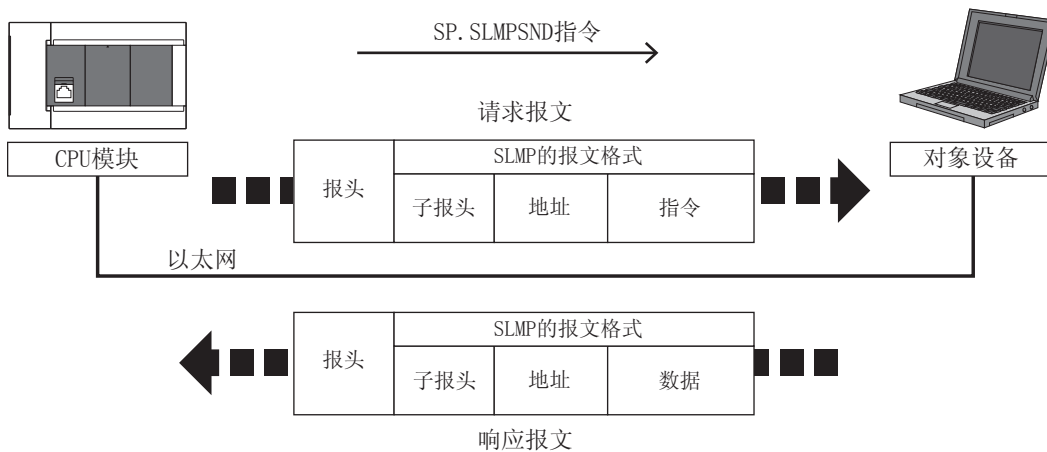 SP.SLMPSND指令
请求报文
CPU模块
对象设备
报头
SLMP的报文格式
子报头
地址
指令
以太网
报头
SLMP的报文格式
子报头
地址
数据
响应报文